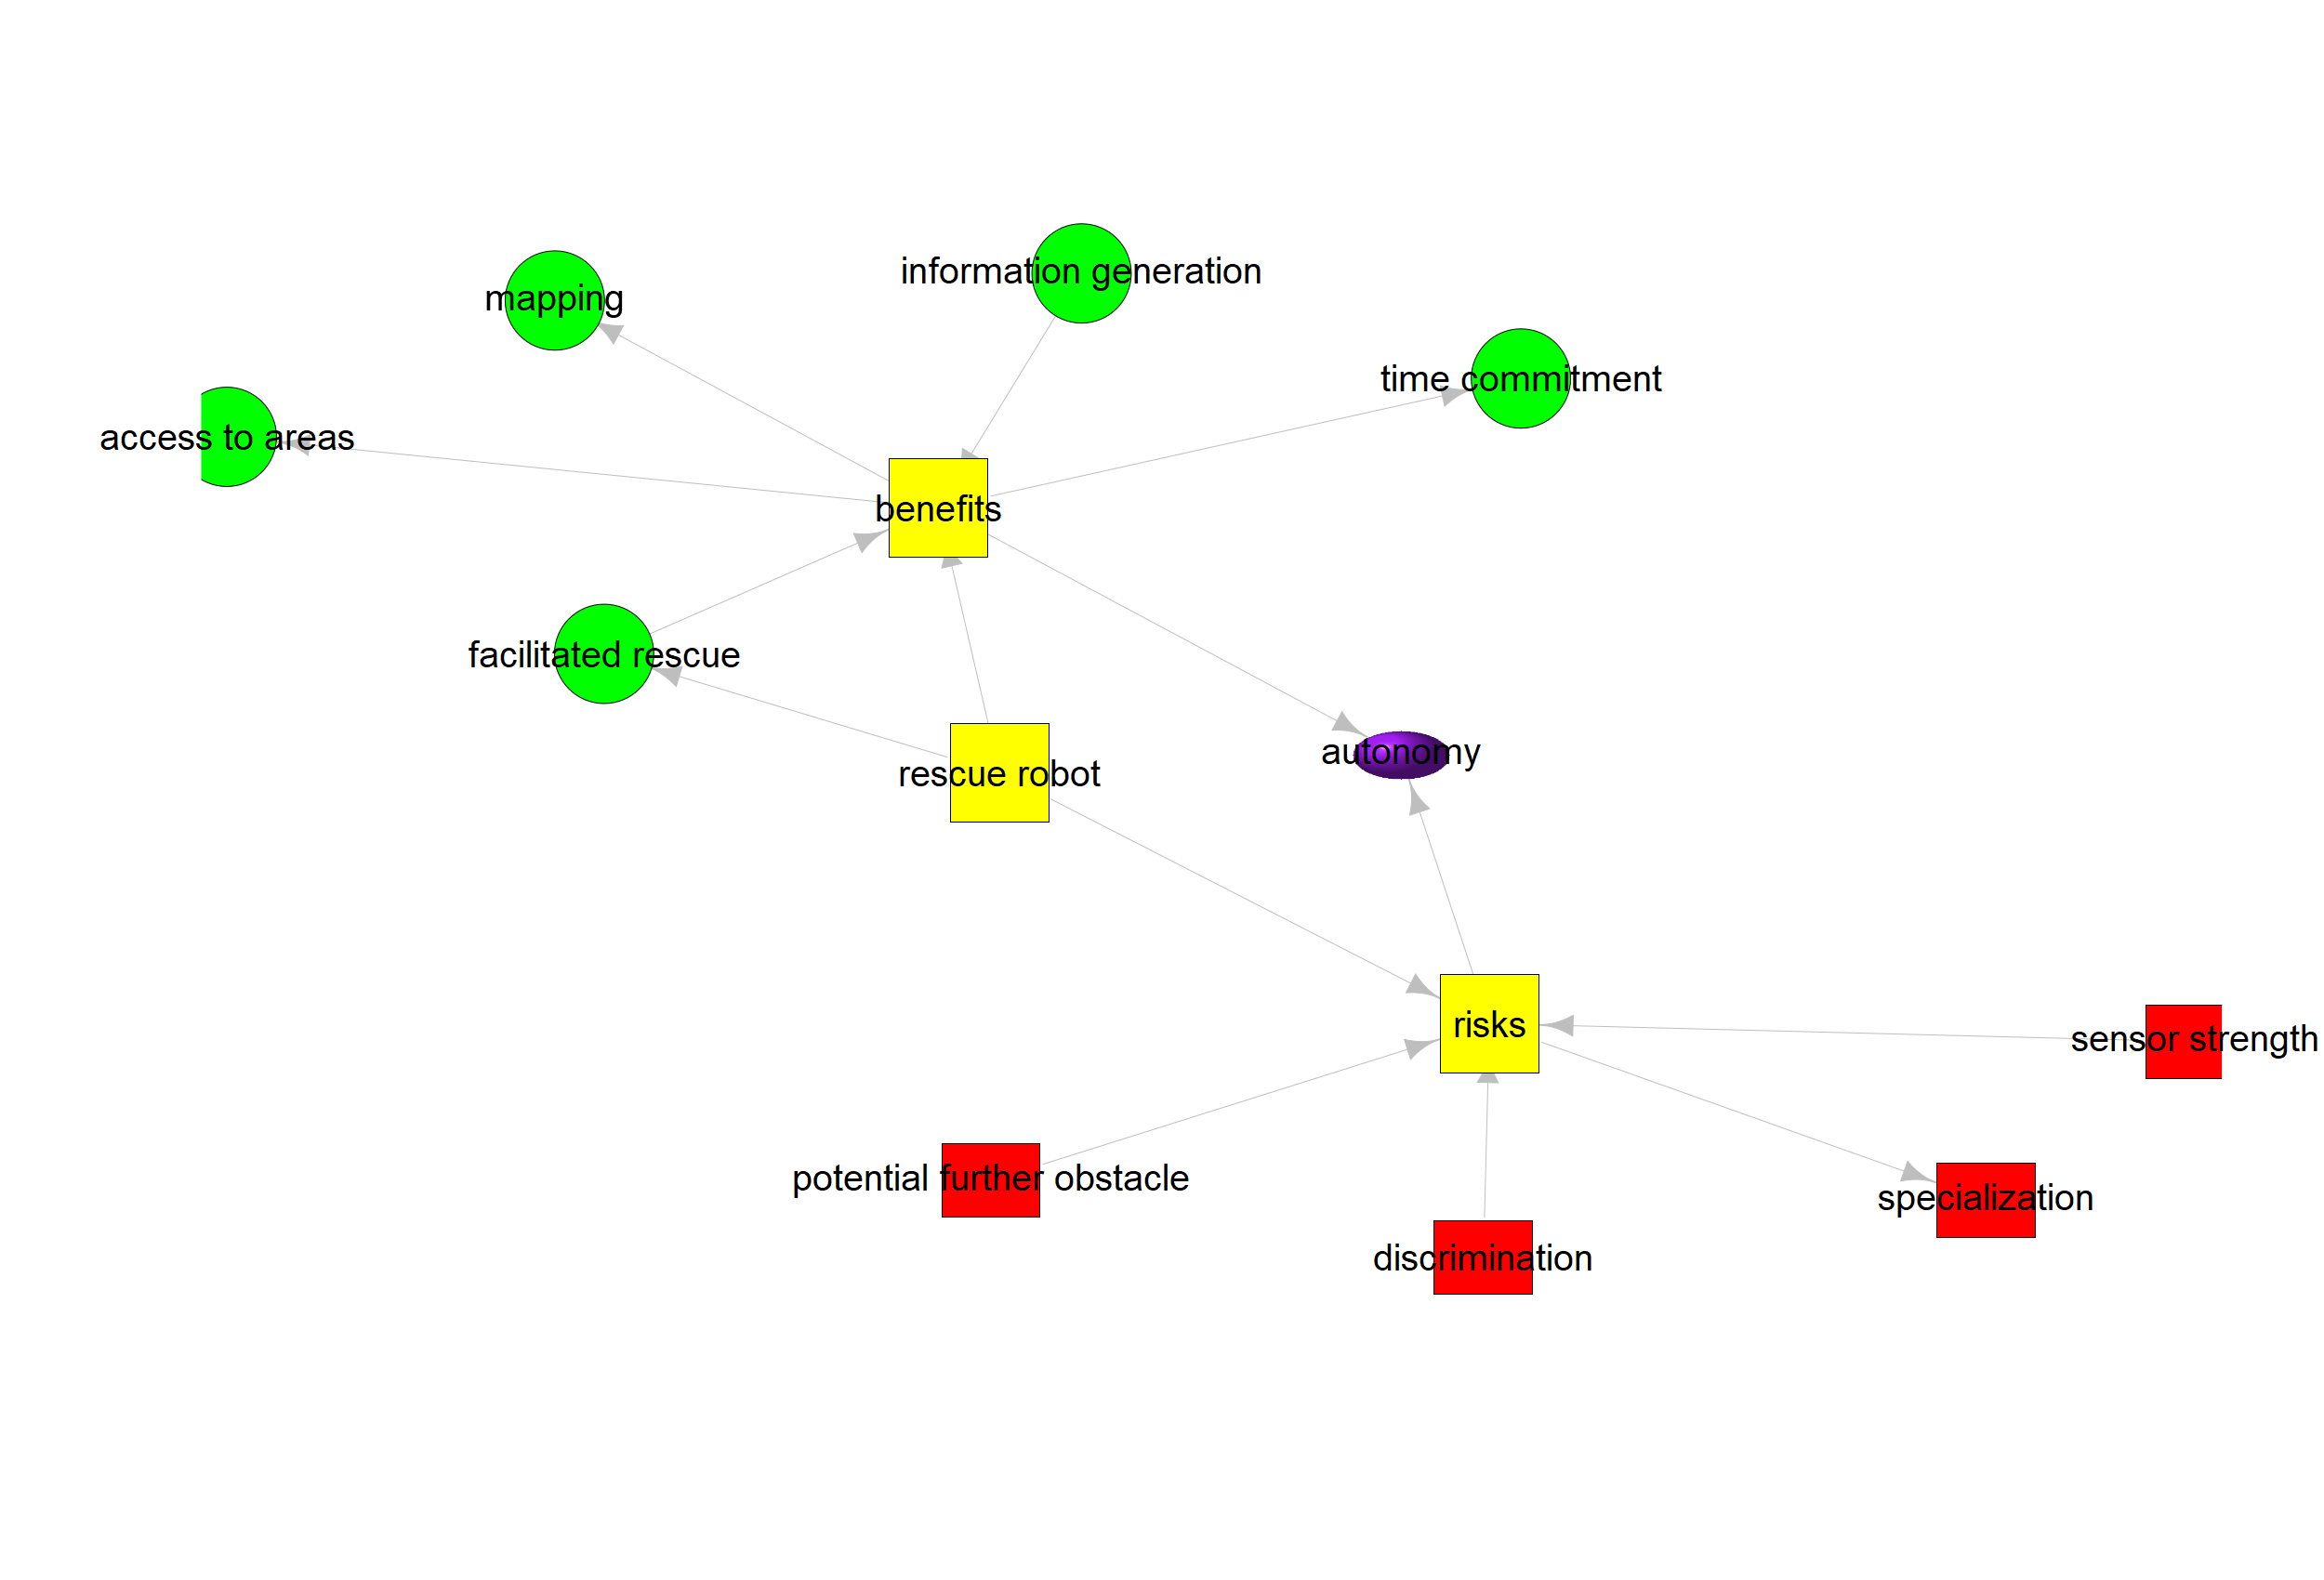 information generation
mapping
time commitment
access to areas
benefits
facilitated rescue
autonomy
rescue robot
risks
sensor strength
potential further obstacle
specialization
discrimination